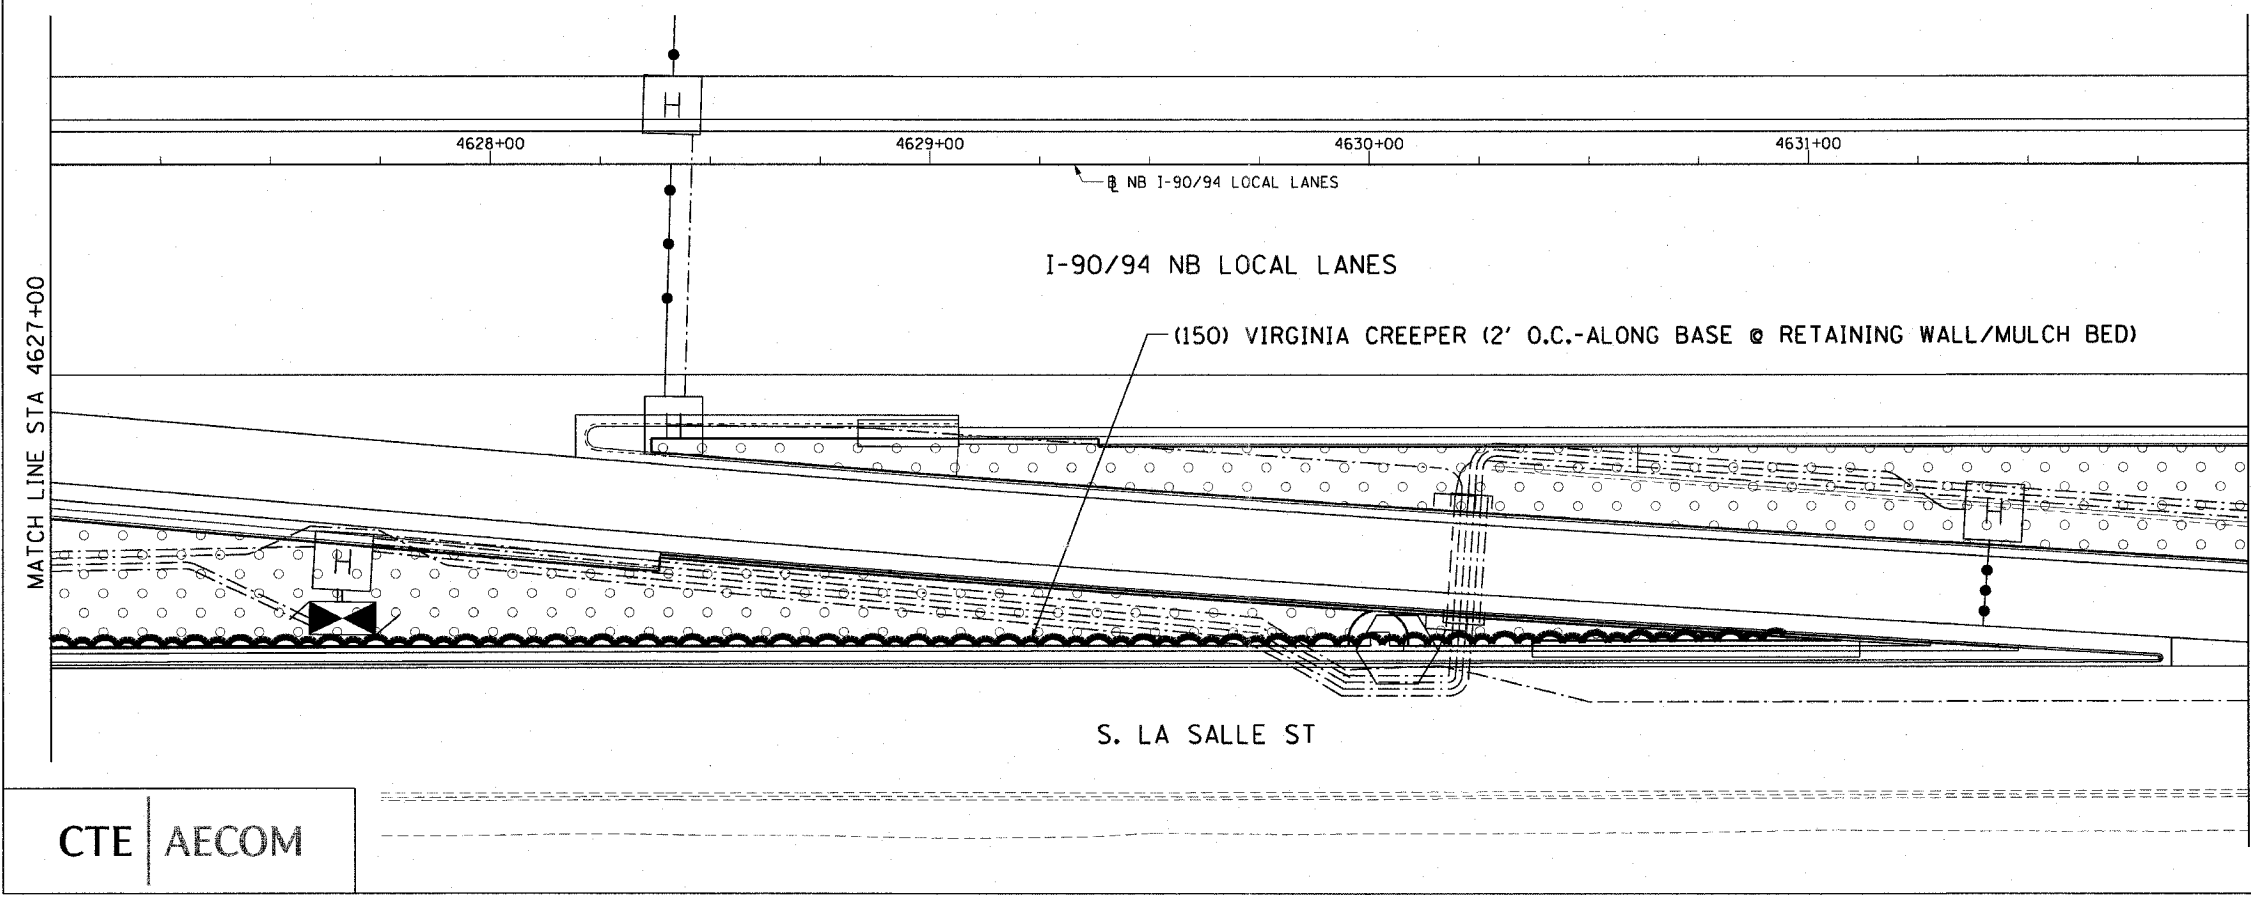 H
4628+00 4629+00 4630+00 4631+00
℄ NB I-90/94 LOCAL LANES
I-90/94 NB LOCAL LANES
MATCH LINE STA 4627+00
(150) VIRGINIA CREEPER (2' O.C.-ALONG BASE @ RETAINING WALL/MULCH BED)
H
H
H
S. LA SALLE ST
CTE | AECOM